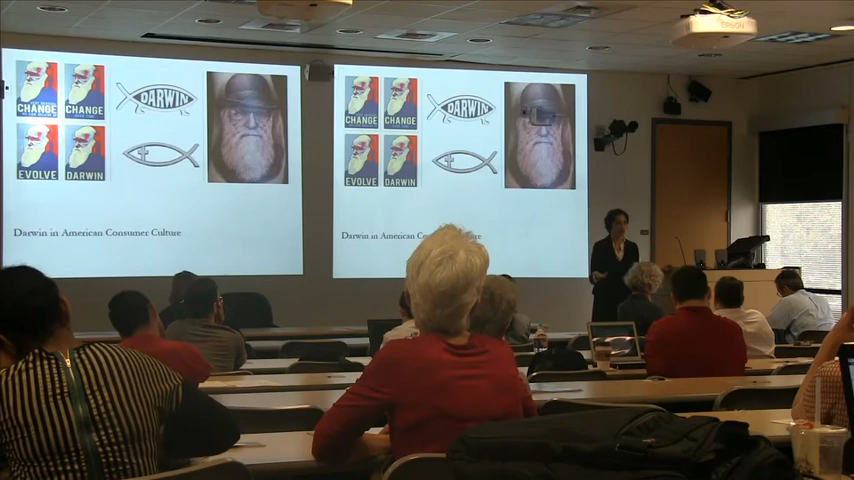 CHANGE
CHANGE
DARWIN
EVOLVE
DARWIN
Darwin in American Consumer Culture
CHANGE
CHANGE
DARWIN
EVOLVE
DARWIN
Darwin in American Co
EPSON